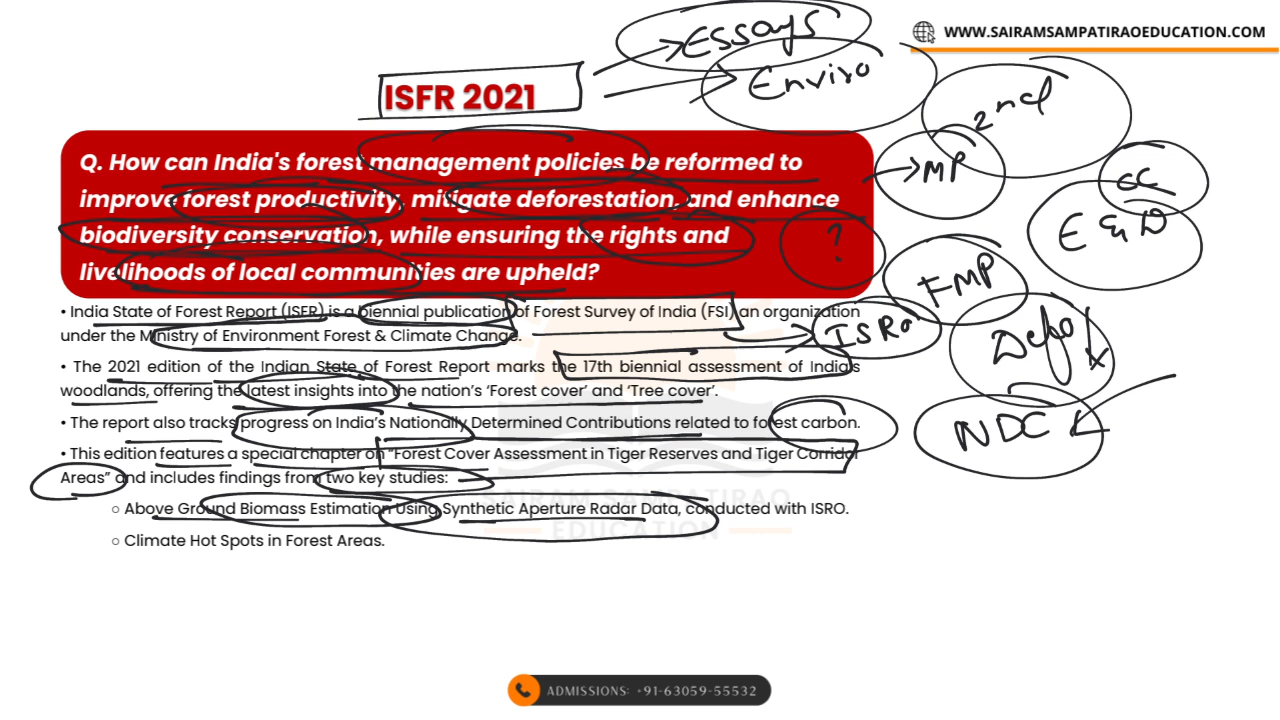 WWW.SAIRAMSAMPATIRAOEDUCATION.COM
Essays
Enviro
2nd
ISFR 2021
Q. How can India's forest management policies be reformed to
improve forest productivity, mitigate deforestation, and enhance
biodiversity conservation, while ensuring the rights and
livelihoods of local communities are upheld?
MP
CC
E & D
?
FMP
ISRo
Defo
NDC
• India State of Forest Report (ISFR) is a biennial publication of Forest Survey of India (FSI) an organization
under the Ministry of Environment Forest & Climate Change.
• The 2021 edition of the Indian State of Forest Report marks the 17th biennial assessment of India's
woodlands, offering the latest insights into the nation's 'Forest cover' and 'Tree cover'.
• The report also tracks progress on India's Nationally Determined Contributions related to forest carbon.
• This edition features a special chapter on "Forest Cover Assessment in Tiger Reserves and Tiger Corridor
Areas" and includes findings from two key studies:
○ Above Ground Biomass Estimation Using Synthetic Aperture Radar Data, conducted with ISRO.
○ Climate Hot Spots in Forest Areas.
SAIRAM SAMPATIRAO
EDUCATION
ADMISSIONS: +91-63059-55532